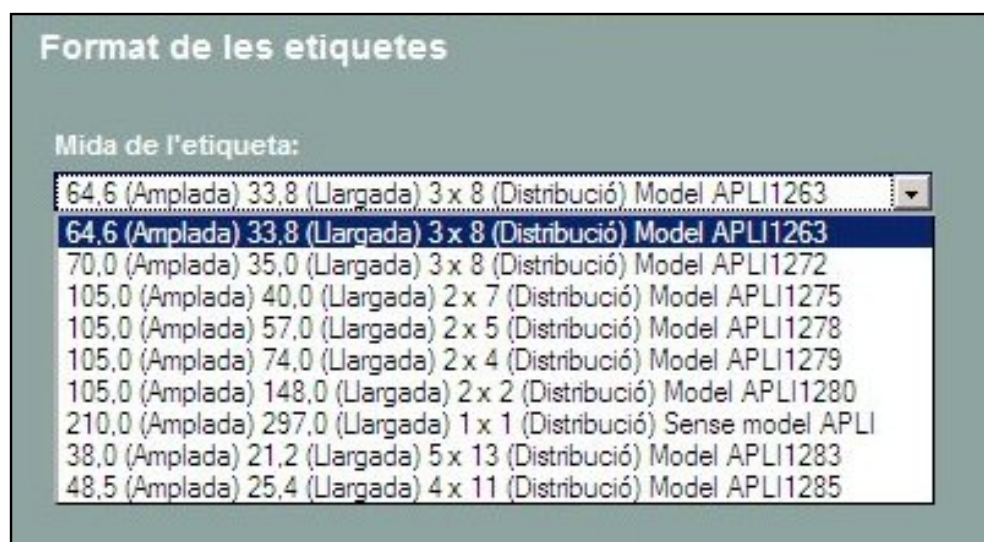 Format de les etiquetes
Mida de l'etiqueta:
64,6 (Amplada) 33,8 (Llargada) 3 x 8 (Distribució) Model APLI1263
64,6 (Amplada) 33,8 (Llargada) 3 x 8 (Distribució) Model APLI1263
70,0 (Amplada) 35,0 (Llargada) 3 x 8 (Distribució) Model APLI1272
105,0 (Amplada) 40,0 (Llargada) 2 x 7 (Distribució) Model APLI1275
105,0 (Amplada) 57,0 (Llargada) 2 x 5 (Distribució) Model APLI1278
105,0 (Amplada) 74,0 (Llargada) 2 x 4 (Distribució) Model APLI1279
105,0 (Amplada) 148,0 (Llargada) 2 x 2 (Distribució) Model APLI1280
210,0 (Amplada) 297,0 (Llargada) 1 x 1 (Distribució) Sense model APLI
38,0 (Amplada) 21,2 (Llargada) 5 x 13 (Distribució) Model APLI1283
48,5 (Amplada) 25,4 (Llargada) 4 x 11 (Distribució) Model APLI1285